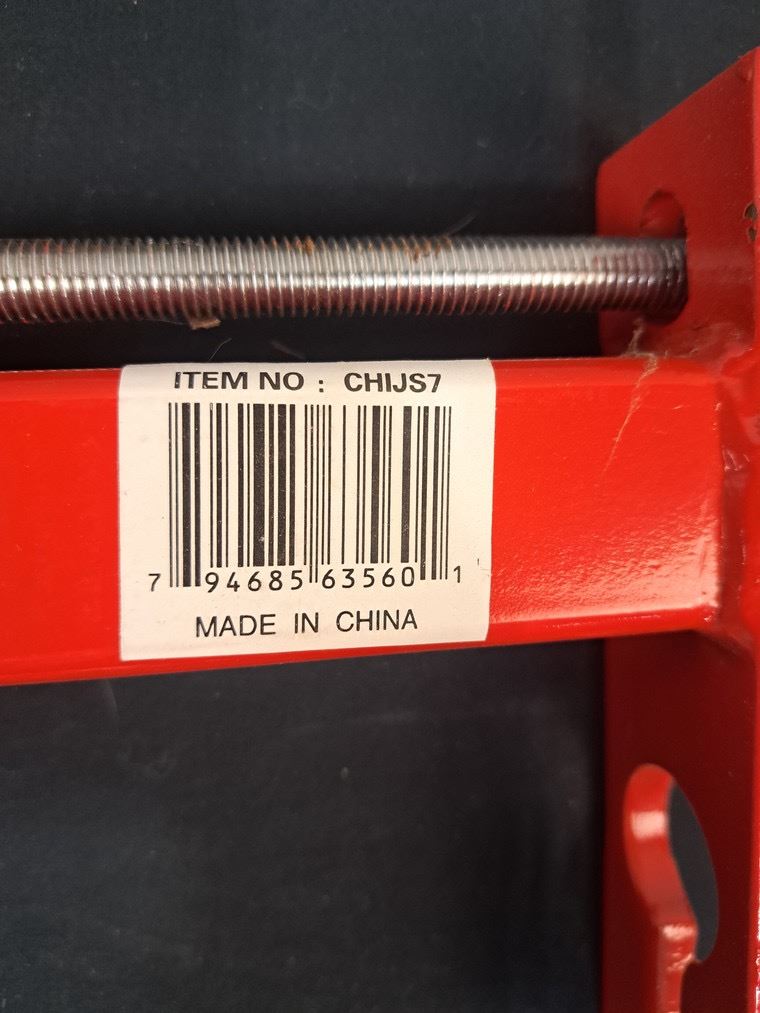 ITEM NO : CHIJS7
7 94685 63560 1
MADE IN CHINA